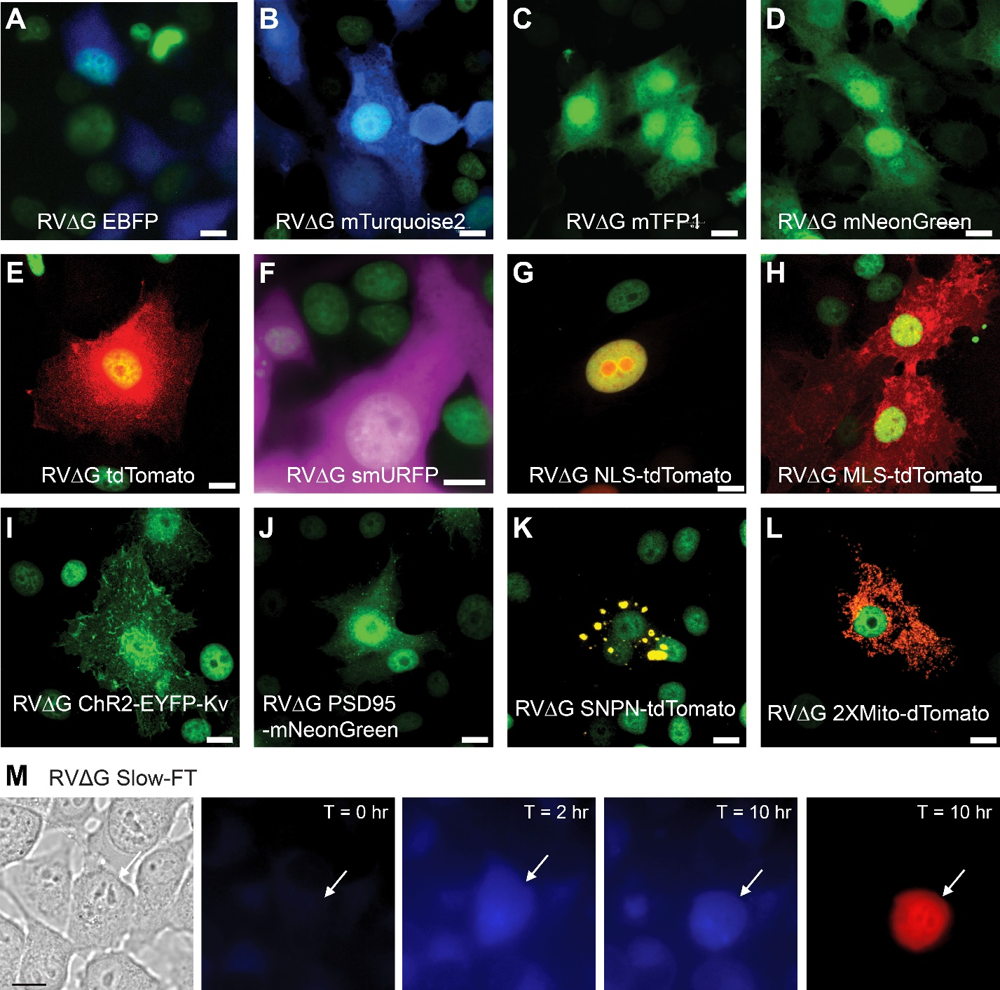 A
RVΔG EBFP
B
RVΔG mTurquoise2
C
RVΔG mTFP1
D
RVΔG mNeonGreen
E
RVΔG tdTomato
F
RVΔG smURFP
G
RVΔG NLS-tdTomato
H
RVΔG MLS-tdTomato
I
RVΔG ChR2-EYFP-Kv
J
RVΔG PSD95
-mNeonGreen
K
RVΔG SNPN-tdTomato
L
RVΔG 2XMito-dTomato
M RVΔG Slow-FT
T = 0 hr
T = 2 hr
T = 10 hr
T = 10 hr